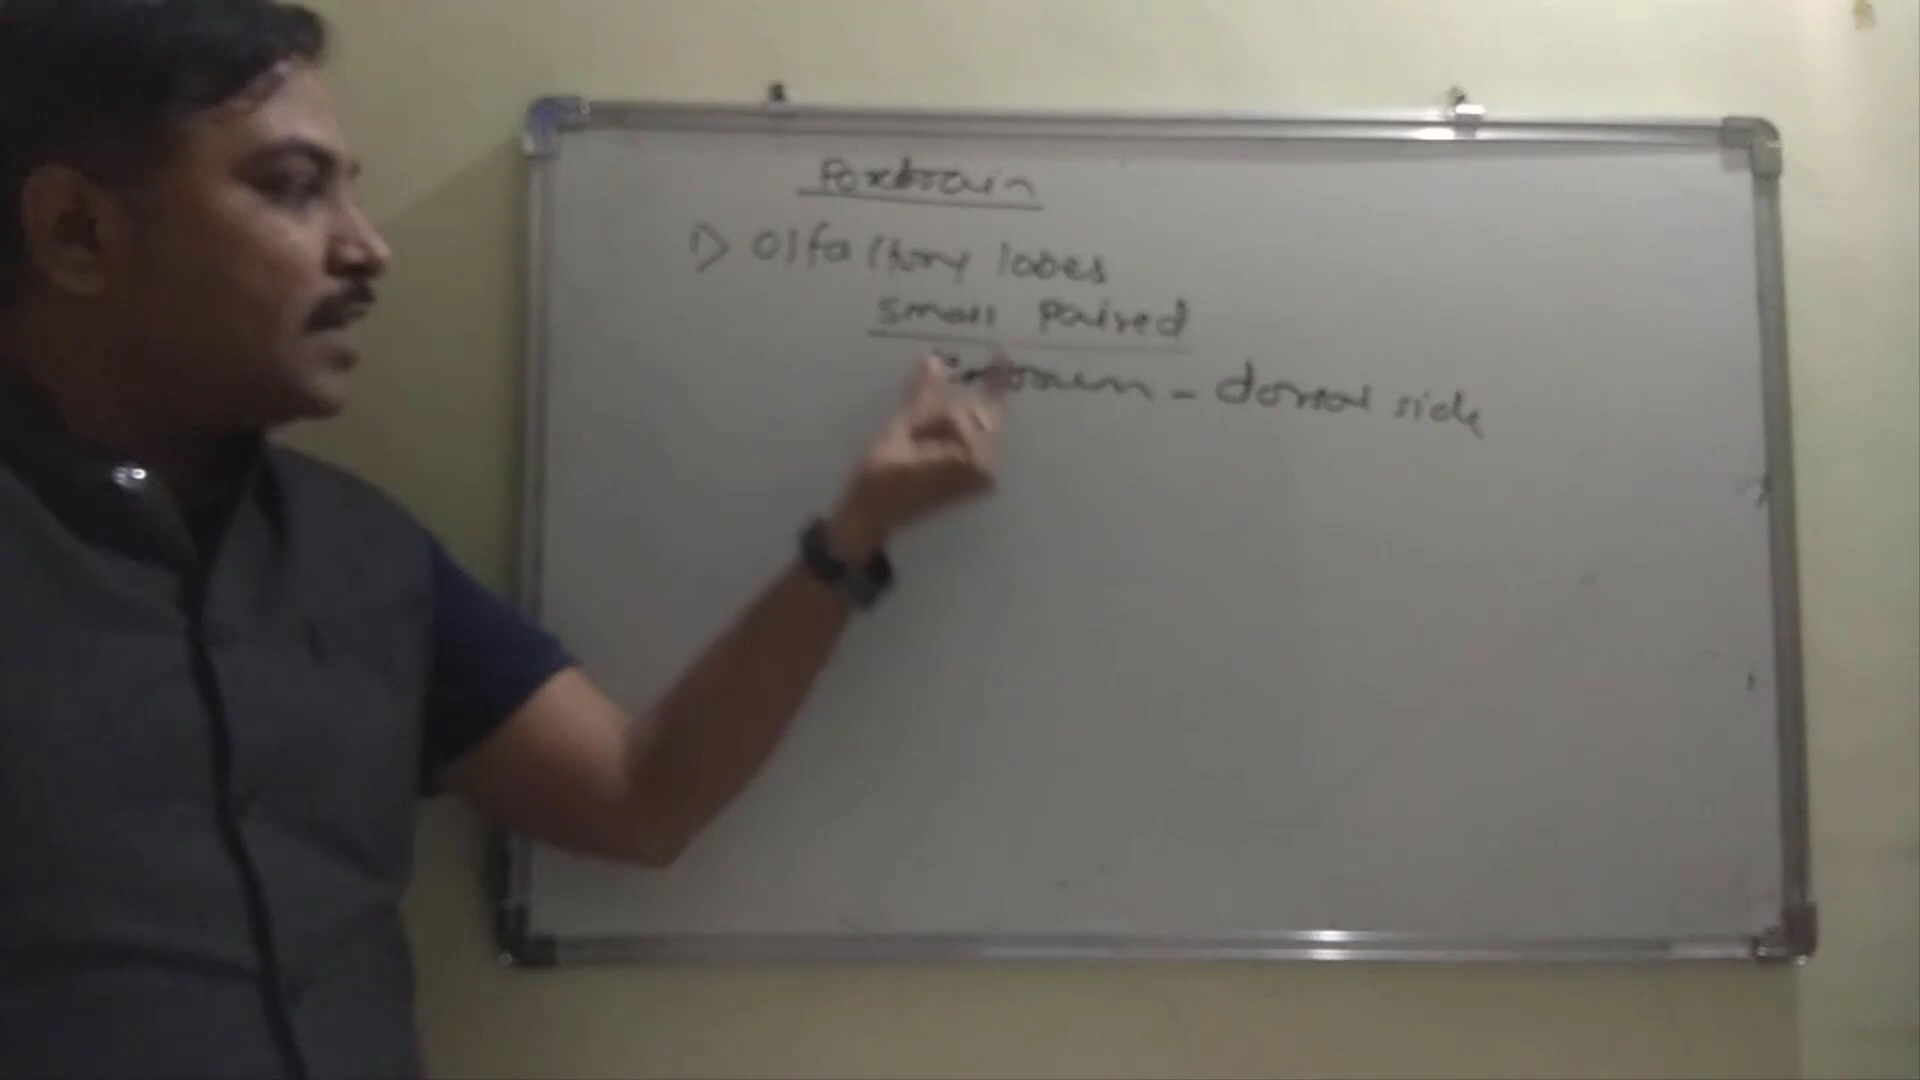 Forebrain
1) Olfactory lobes
small paired
- dorsal side